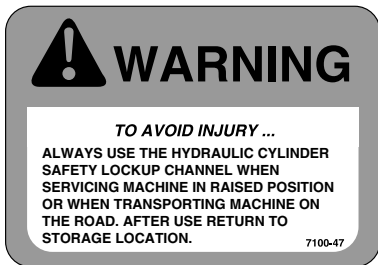 WARNING
TO AVOID INJURY ...
ALWAYS USE THE HYDRAULIC CYLINDER
SAFETY LOCKUP CHANNEL WHEN
SERVICING MACHINE IN RAISED POSITION
OR WHEN TRANSPORTING MACHINE ON
THE ROAD. AFTER USE RETURN TO
STORAGE LOCATION.
7100-47